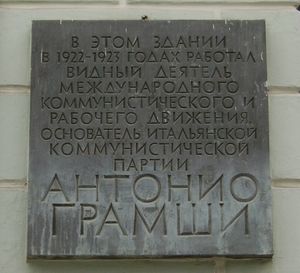 В ЭТОМ ЗДАНИИ
В 1922-1923 ГОДАХ РАБОТАЛ
ВИДНЫЙ ДЕЯТЕЛЬ
МЕЖДУНАРОДНОГО
КОММУНИСТИЧЕСКОГО И
РАБОЧЕГО ДВИЖЕНИЯ,
ОСНОВАТЕЛЬ ИТАЛЬЯНСКОЙ
КОММУНИСТИЧЕСКОЙ
ПАРТИИ
АНТОНИО
ГРАМШИ